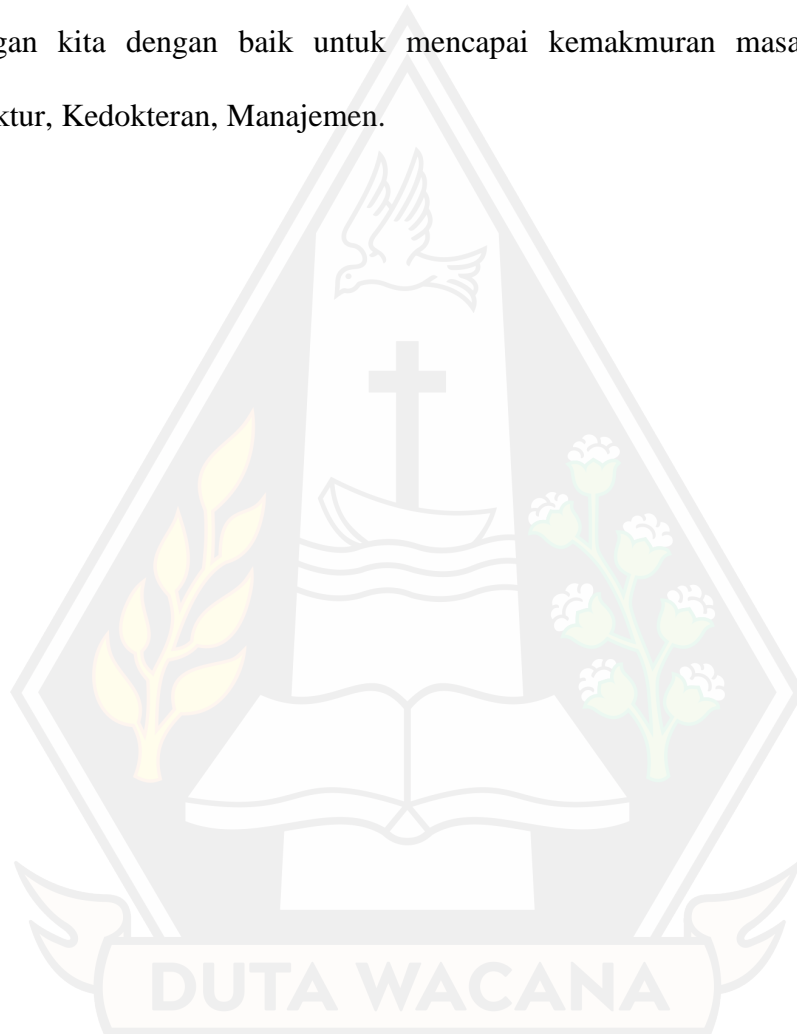 gan kita dengan baik untuk mencapai kemakmuran masa
ktur, Kedokteran, Manajemen.
DUTA WACANA